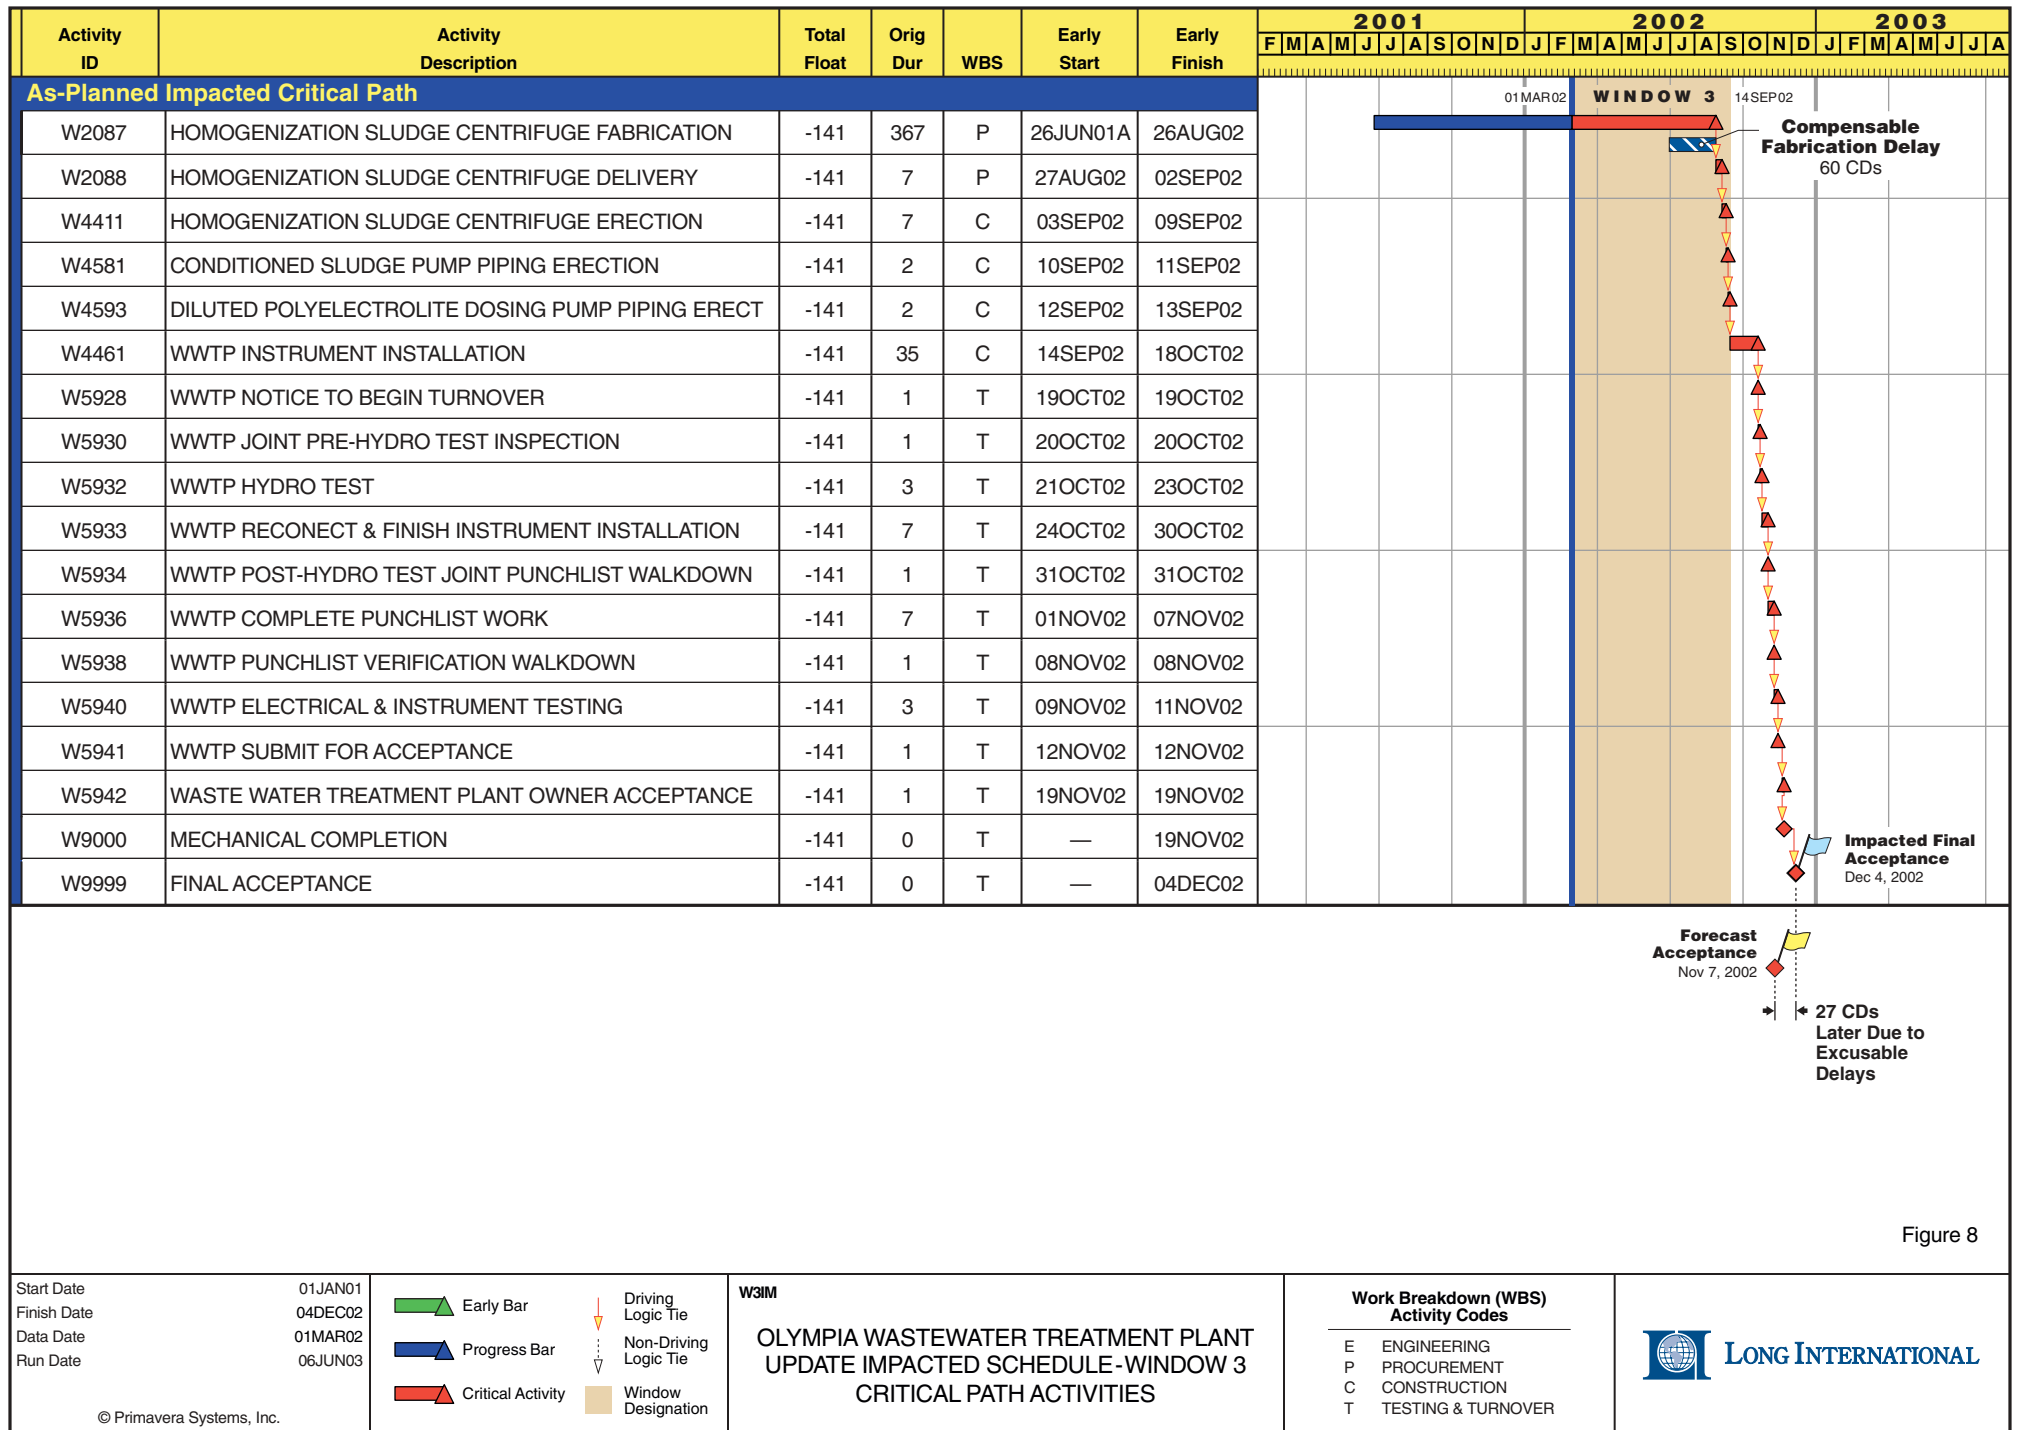 Activity ID Activity Description Total Float Orig Dur WBS Early Start Early Finish
2001 2002 2003
F M A M J J A S O N D J F M A M J J A S O N D J F M A M J J A
As-Planned Impacted Critical Path
01MAR02 WINDOW 3 14SEP02
W2087 HOMOGENIZATION SLUDGE CENTRIFUGE FABRICATION -141 367 P 26JUN01A 26AUG02
Compensable
Fabrication Delay
60 CDs
W2088 HOMOGENIZATION SLUDGE CENTRIFUGE DELIVERY -141 7 P 27AUG02 02SEP02
W4411 HOMOGENIZATION SLUDGE CENTRIFUGE ERECTION -141 7 C 03SEP02 09SEP02
W4581 CONDITIONED SLUDGE PUMP PIPING ERECTION -141 2 C 10SEP02 11SEP02
W4593 DILUTED POLYELECTROLITE DOSING PUMP PIPING ERECT -141 2 C 12SEP02 13SEP02
W4461 WWTP INSTRUMENT INSTALLATION -141 35 C 14SEP02 18OCT02
W5928 WWTP NOTICE TO BEGIN TURNOVER -141 1 T 19OCT02 19OCT02
W5930 WWTP JOINT PRE-HYDRO TEST INSPECTION -141 1 T 20OCT02 20OCT02
W5932 WWTP HYDRO TEST -141 3 T 21OCT02 23OCT02
W5933 WWTP RECONECT & FINISH INSTRUMENT INSTALLATION -141 7 T 24OCT02 30OCT02
W5934 WWTP POST-HYDRO TEST JOINT PUNCHLIST WALKDOWN -141 1 T 31OCT02 31OCT02
W5936 WWTP COMPLETE PUNCHLIST WORK -141 7 T 01NOV02 07NOV02
W5938 WWTP PUNCHLIST VERIFICATION WALKDOWN -141 1 T 08NOV02 08NOV02
W5940 WWTP ELECTRICAL & INSTRUMENT TESTING -141 3 T 09NOV02 11NOV02
W5941 WWTP SUBMIT FOR ACCEPTANCE -141 1 T 12NOV02 12NOV02
W5942 WASTE WATER TREATMENT PLANT OWNER ACCEPTANCE -141 1 T 19NOV02 19NOV02
W9000 MECHANICAL COMPLETION -141 0 T — 19NOV02
W9999 FINAL ACCEPTANCE -141 0 T — 04DEC02
Impacted Final
Acceptance
Dec 4, 2002
Forecast
Acceptance
Nov 7, 2002
27 CDs
Later Due to
Excusable
Delays
Figure 8
Start Date 01JAN01
Finish Date 04DEC02
Data Date 01MAR02
Run Date 06JUN03
© Primavera Systems, Inc.
Early Bar
Progress Bar
Critical Activity
Driving
Logic Tie
Non-Driving
Logic Tie
Window
Designation
W3IM
OLYMPIA WASTEWATER TREATMENT PLANT
UPDATE IMPACTED SCHEDULE-WINDOW 3
CRITICAL PATH ACTIVITIES
Work Breakdown (WBS)
Activity Codes
E ENGINEERING
P PROCUREMENT
C CONSTRUCTION
T TESTING & TURNOVER
LONG INTERNATIONAL